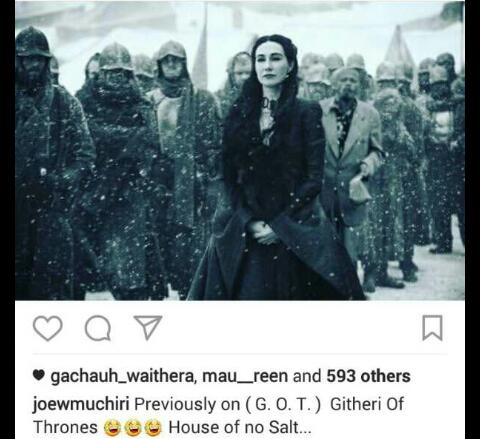 gachauh_waithera, mau__reen and 593 others
joewmuchiri Previously on ( G. O. T. ) Githeri Of
Thrones 😂😂😂 House of no Salt...